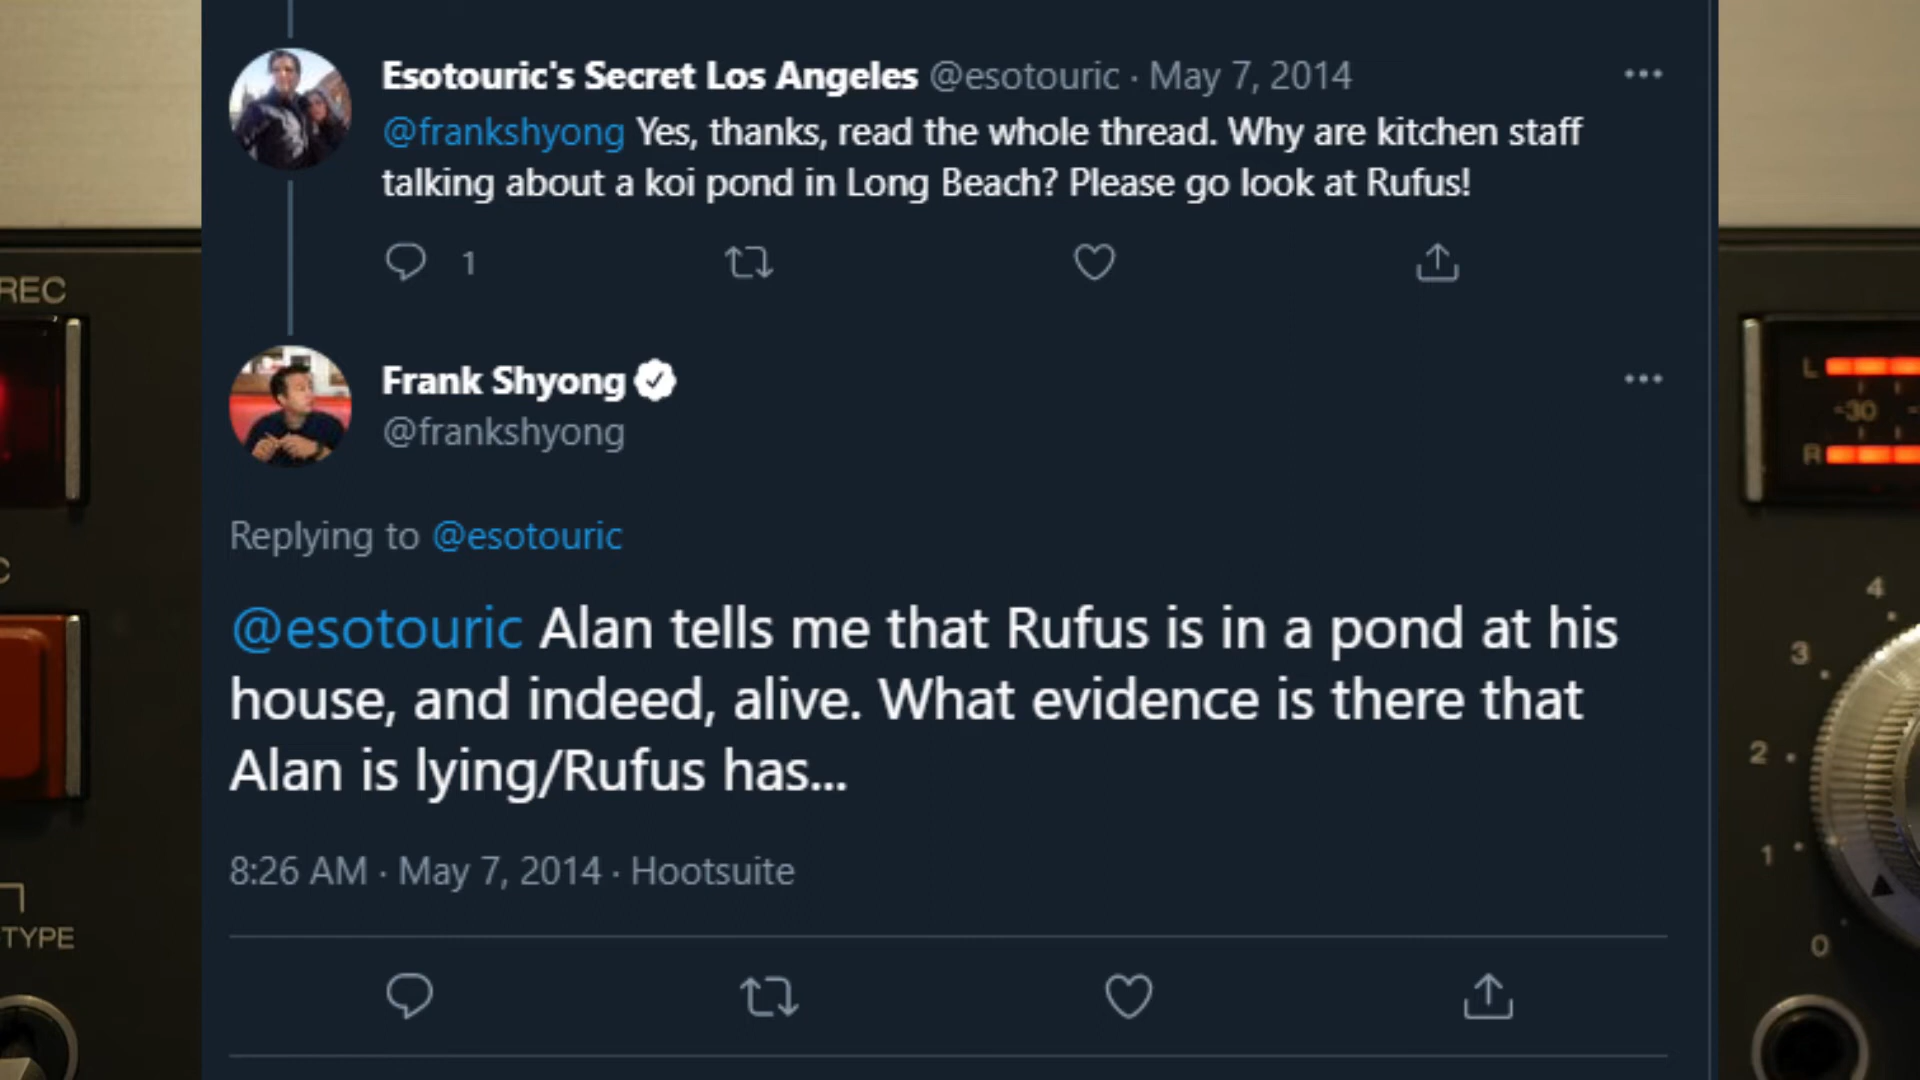 Esotouric's Secret Los Angeles @esotouric · May 7, 2014
@frankshyong Yes, thanks, read the whole thread. Why are kitchen staff
talking about a koi pond in Long Beach? Please go look at Rufus!
1
Frank Shyong
@frankshyong
Replying to @esotouric
@esotouric Alan tells me that Rufus is in a pond at his
house, and indeed, alive. What evidence is there that
Alan is lying/Rufus has...
8:26 AM · May 7, 2014 · Hootsuite
REC
C
TYPE
L
-30
R
4
3
2
1
0